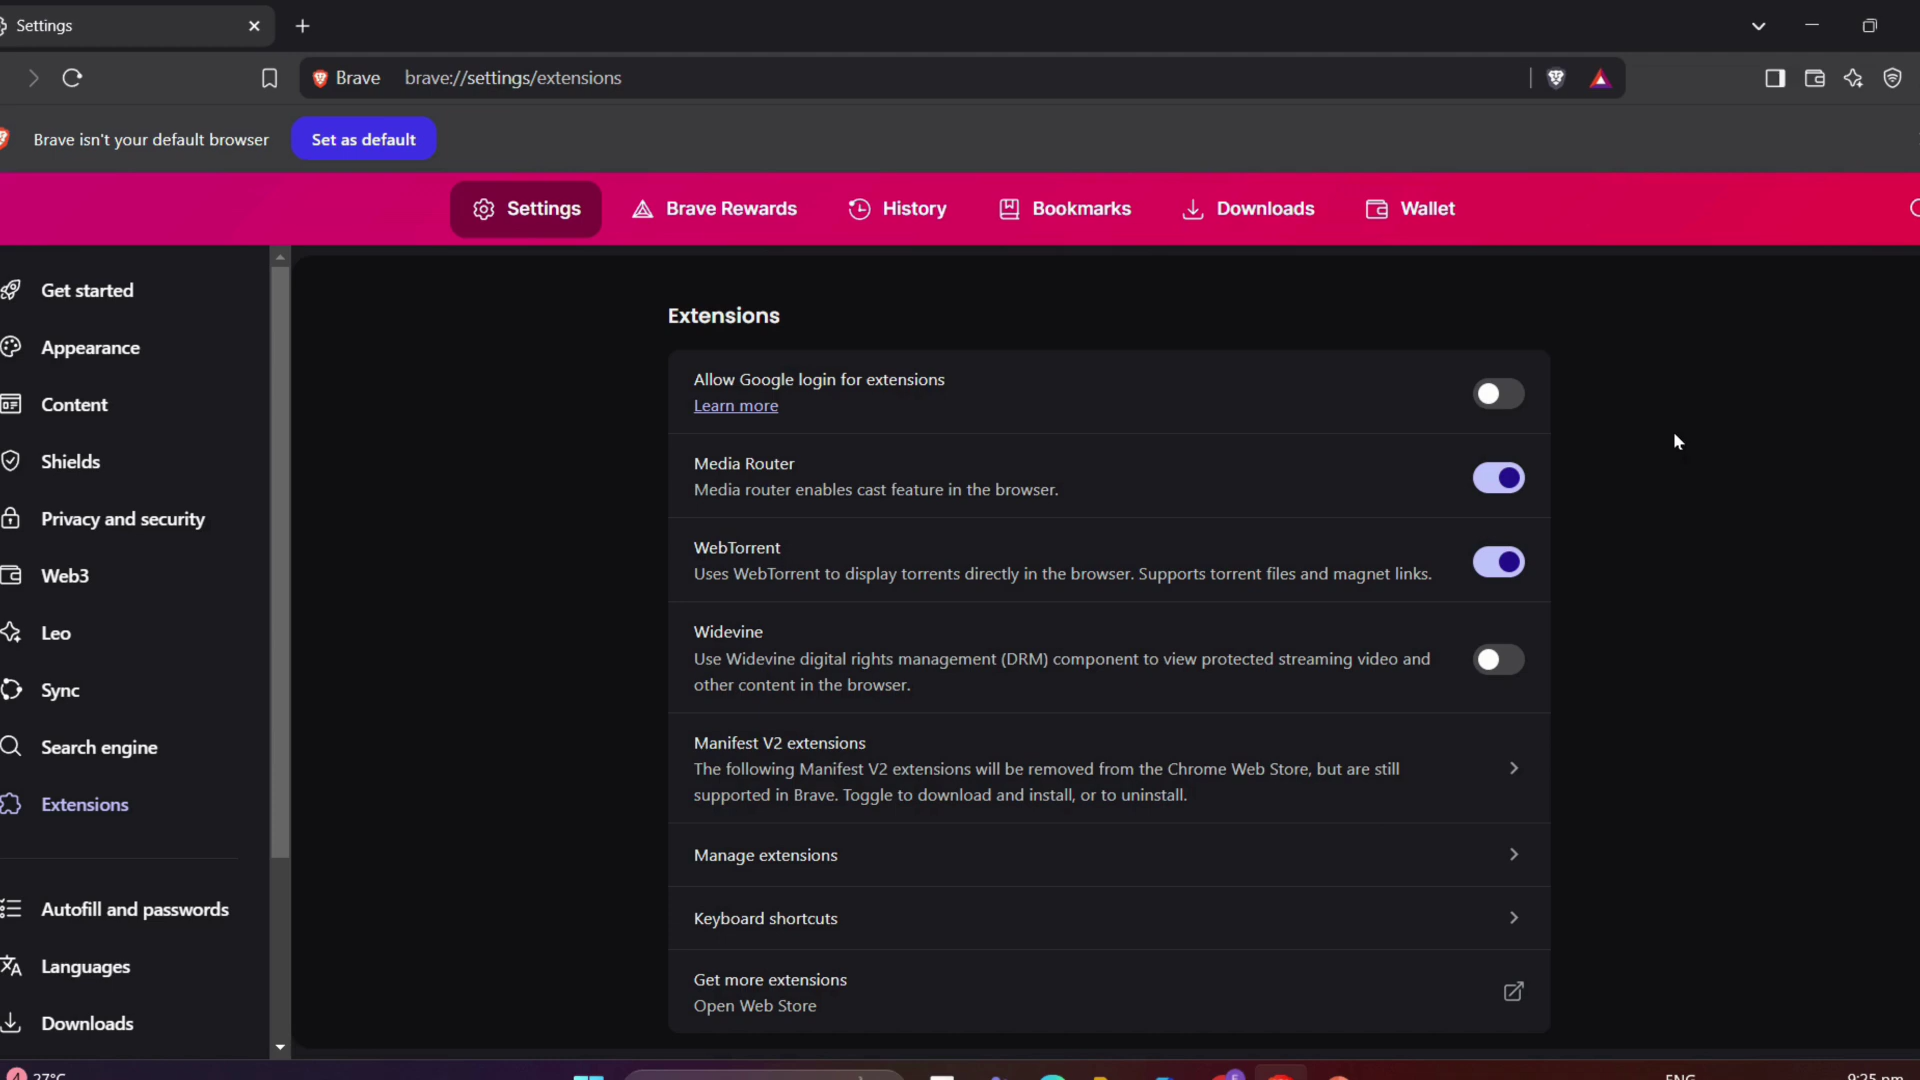 Settings
Brave brave://settings/extensions
Brave isn't your default browser Set as default
Settings Brave Rewards History Bookmarks Downloads Wallet
Get started
Appearance
Content
Shields
Privacy and security
Web3
Leo
Sync
Search engine
Extensions
Autofill and passwords
Languages
Downloads
Extensions
Allow Google login for extensions
Learn more
Media Router
Media router enables cast feature in the browser.
WebTorrent
Uses WebTorrent to display torrents directly in the browser. Supports torrent files and magnet links.
Widevine
Use Widevine digital rights management (DRM) component to view protected streaming video and
other content in the browser.
Manifest V2 extensions
The following Manifest V2 extensions will be removed from the Chrome Web Store, but are still
supported in Brave. Toggle to download and install, or to uninstall.
Manage extensions
Keyboard shortcuts
Get more extensions
Open Web Store
4 27°C ENG 9:25 pm